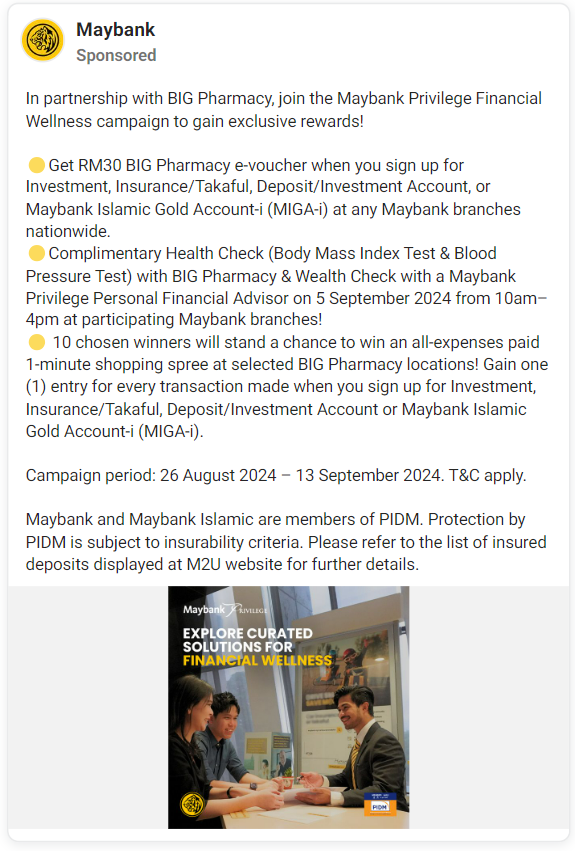 Maybank
Sponsored
In partnership with BIG Pharmacy, join the Maybank Privilege Financial
Wellness campaign to gain exclusive rewards!
Get RM30 BIG Pharmacy e-voucher when you sign up for
Investment, Insurance/Takaful, Deposit/Investment Account, or
Maybank Islamic Gold Account-i (MIGA-i) at any Maybank branches
nationwide.
Complimentary Health Check (Body Mass Index Test & Blood
Pressure Test) with BIG Pharmacy & Wealth Check with a Maybank
Privilege Personal Financial Advisor on 5 September 2024 from 10am–
4pm at participating Maybank branches!
10 chosen winners will stand a chance to win an all-expenses paid
1-minute shopping spree at selected BIG Pharmacy locations! Gain one
(1) entry for every transaction made when you sign up for Investment,
Insurance/Takaful, Deposit/Investment Account or Maybank Islamic
Gold Account-i (MIGA-i).
Campaign period: 26 August 2024 – 13 September 2024. T&C apply.
Maybank and Maybank Islamic are members of PIDM. Protection by
PIDM is subject to insurability criteria. Please refer to the list of insured
deposits displayed at M2U website for further details.
Maybank PRIVILEGE
EXPLORE CURATED
SOLUTIONS FOR
FINANCIAL WELLNESS
PIDM